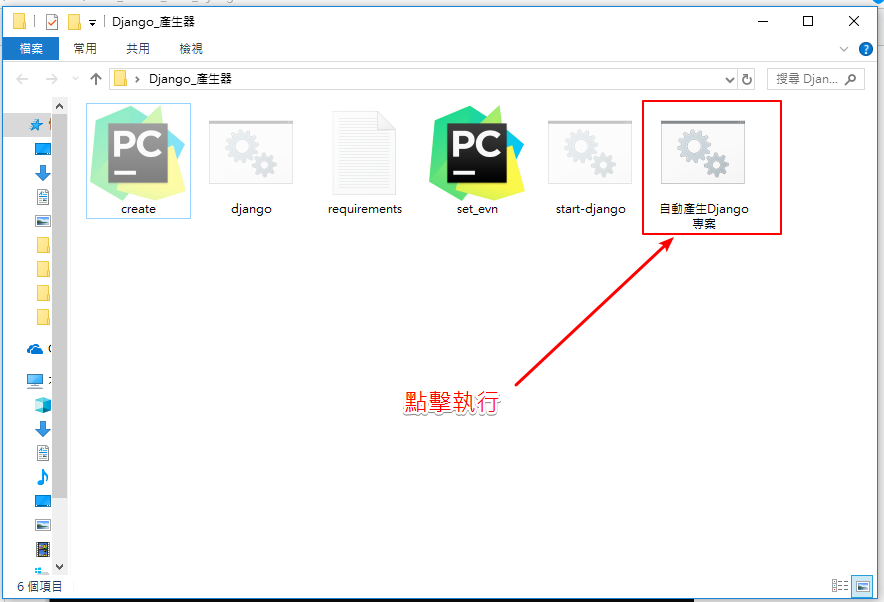 Django_產生器
檔案 常用 共用 檢視
Django_產生器
搜尋 Djan...
PC
create
django
requirements
PC
set_evn
start-django
自動產生Django
專案
點擊執行
6 個項目